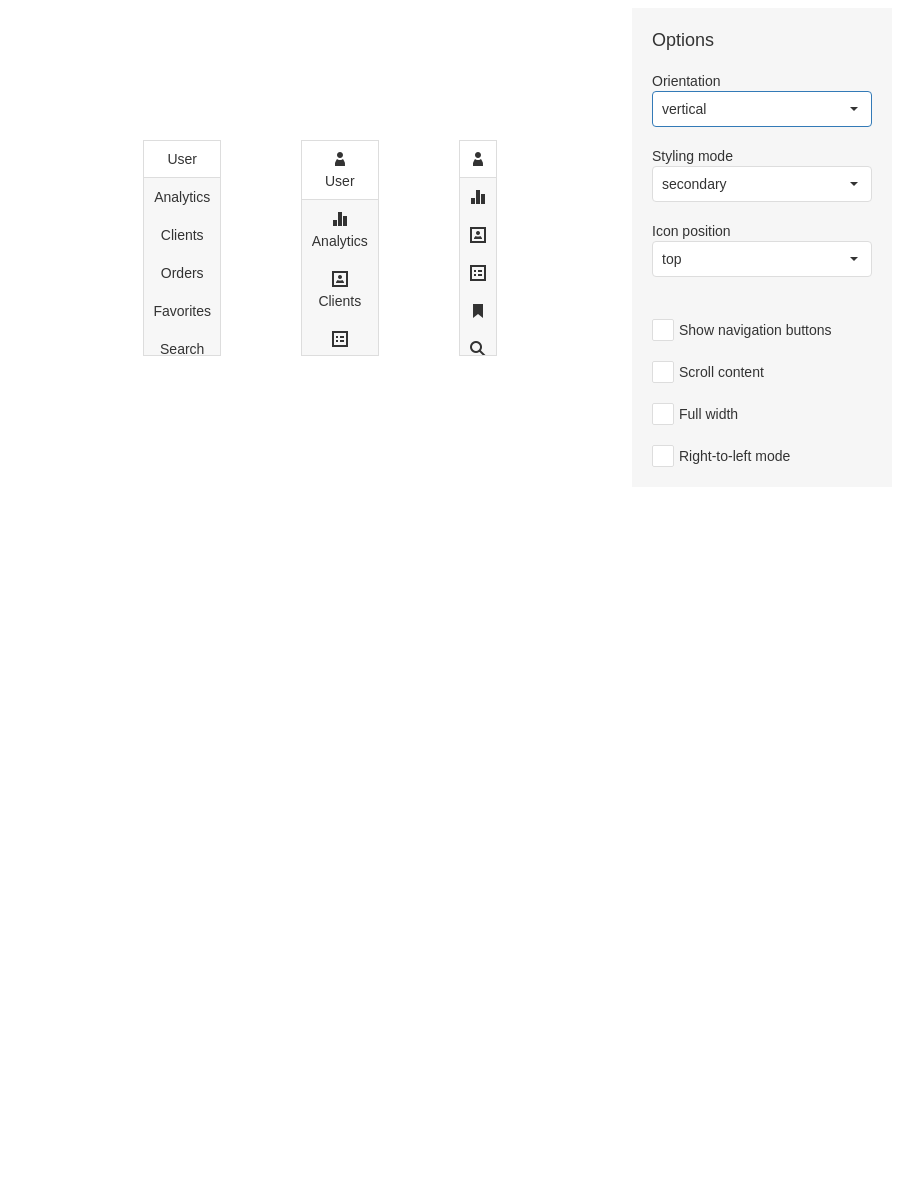 User
Analytics
Clients
Orders
Favorites
Search
User
Analytics
Clients
Options
Orientation
vertical
Styling mode
secondary
Icon position
top
Show navigation buttons
Scroll content
Full width
Right-to-left mode